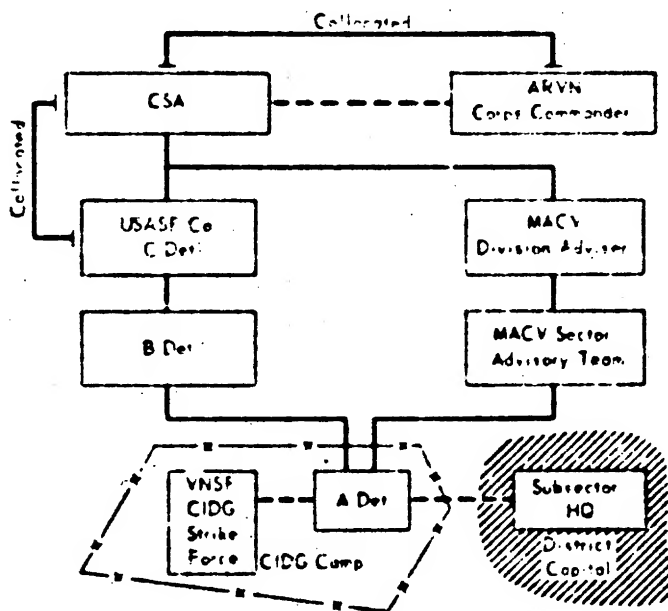 Collocated
CSA
ARVN
Corps Commander
Collocated
USASF Co
C Det
MACV
Division Adviser
B Det
MACV Sector
Advisory Team
VNSF
CIDG
Strike
Force
A Det
Subsector
HQ
CIDG Camp
District
Capital